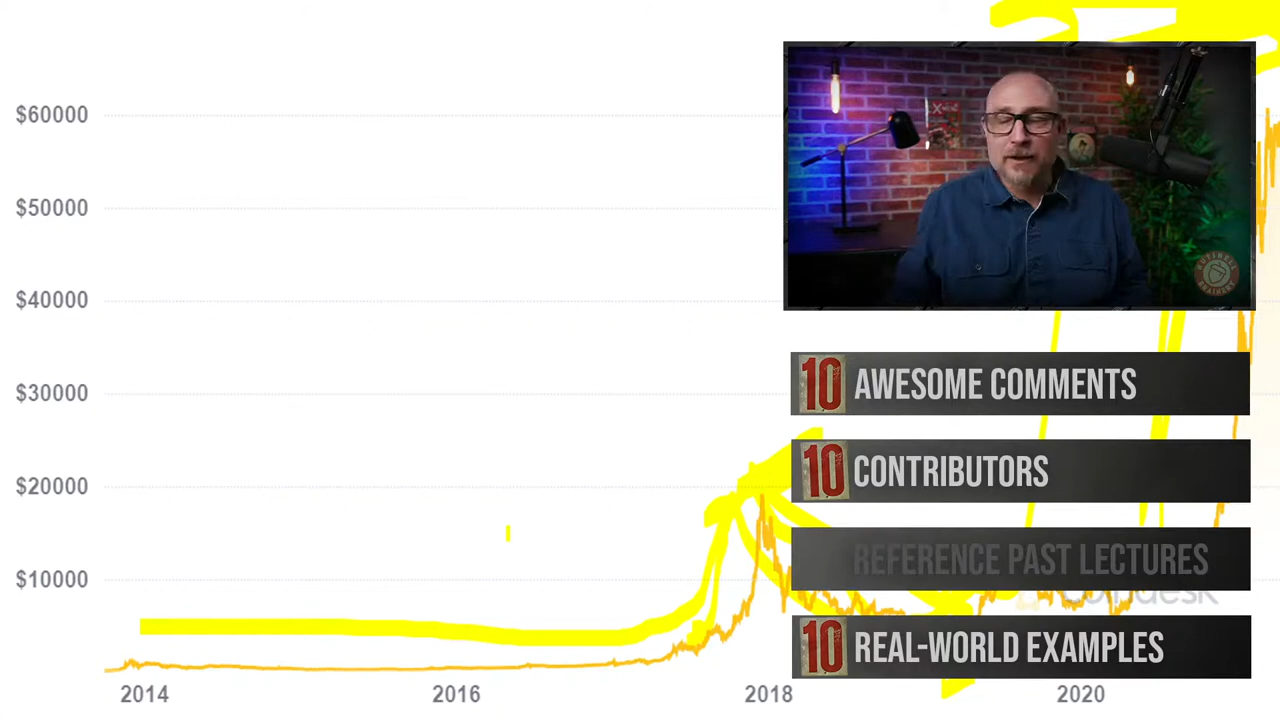 $60000
$50000
$40000
$30000
$20000
$10000
2014
2016
2018
2020
10 AWESOME COMMENTS
10 CONTRIBUTORS
REFERENCE PAST LECTURES
10 REAL-WORLD EXAMPLES
coindesk